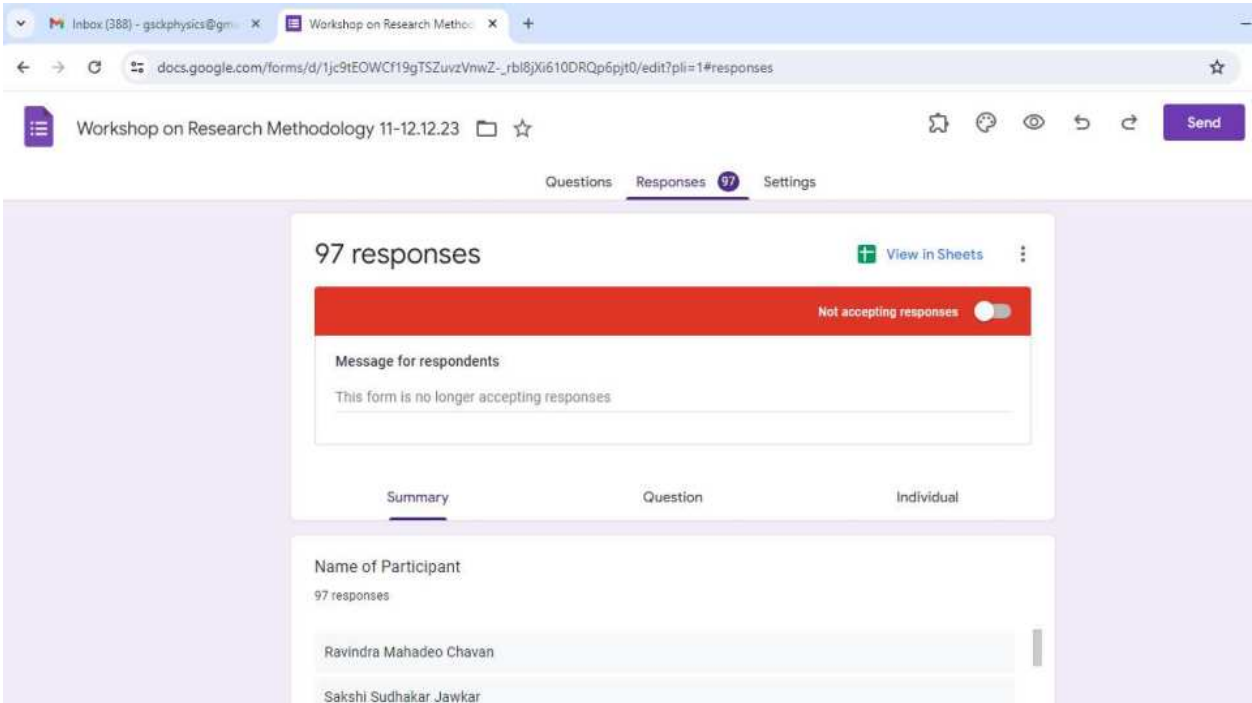 Inbox (388) - gsckphysics@gm
Workshop on Research Method
docs.google.com/forms/d/1jc9tEOWCf19gTSZuvzVnwZ-_rbl8jXi610DRQp6pjt0/edit?pli=1#responses
Workshop on Research Methodology 11-12.12.23
Send
Questions Responses 97 Settings
97 responses
View in Sheets
Not accepting responses
Message for respondents
This form is no longer accepting responses
Summary Question Individual
Name of Participant
97 responses
Ravindra Mahadeo Chavan
Sakshi Sudhakar Jawkar